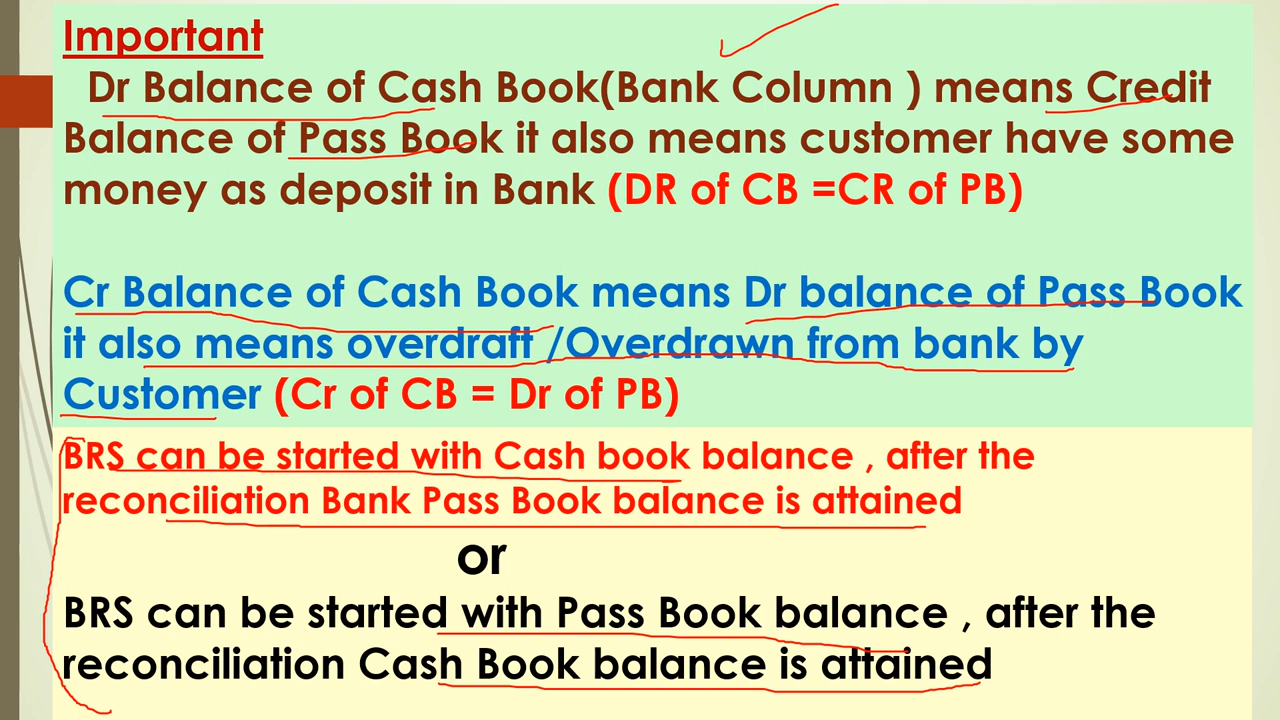 Important
Dr Balance of Cash Book(Bank Column ) means Credit
Balance of Pass Book it also means customer have some
money as deposit in Bank (DR of CB =CR of PB)
Cr Balance of Cash Book means Dr balance of Pass Book
it also means overdraft /Overdrawn from bank by
Customer (Cr of CB = Dr of PB)
BRS can be started with Cash book balance , after the
reconciliation Bank Pass Book balance is attained
or
BRS can be started with Pass Book balance , after the
reconciliation Cash Book balance is attained